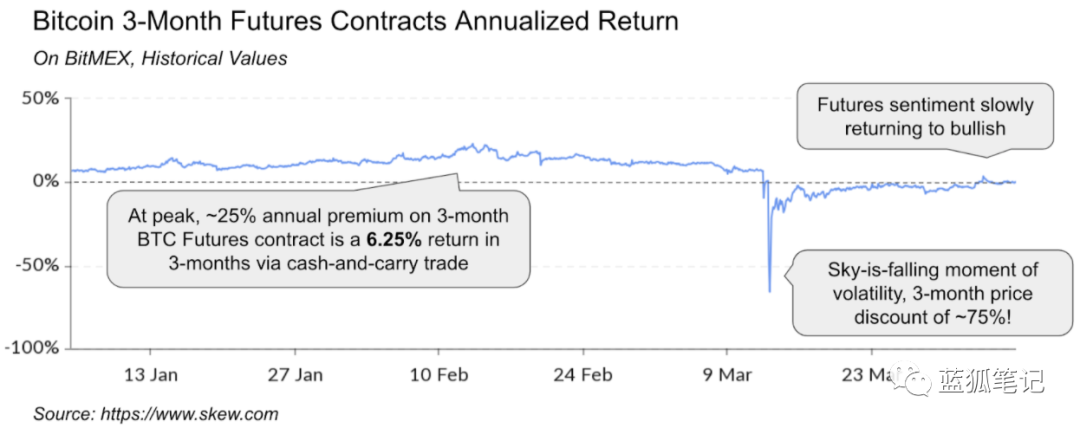 Bitcoin 3-Month Futures Contracts Annualized Return
On BitMEX, Historical Values
50%
Futures sentiment slowly
returning to bullish
0%
At peak, ~25% annual premium on 3-month
BTC Futures contract is a 6.25% return in
3-months via cash-and-carry trade
-50%
Sky-is-falling moment of
volatility, 3-month price
discount of ~75%!
-100%
13 Jan 27 Jan 10 Feb 24 Feb 9 Mar 23
蓝狐笔记
Source: https://www.skew.com